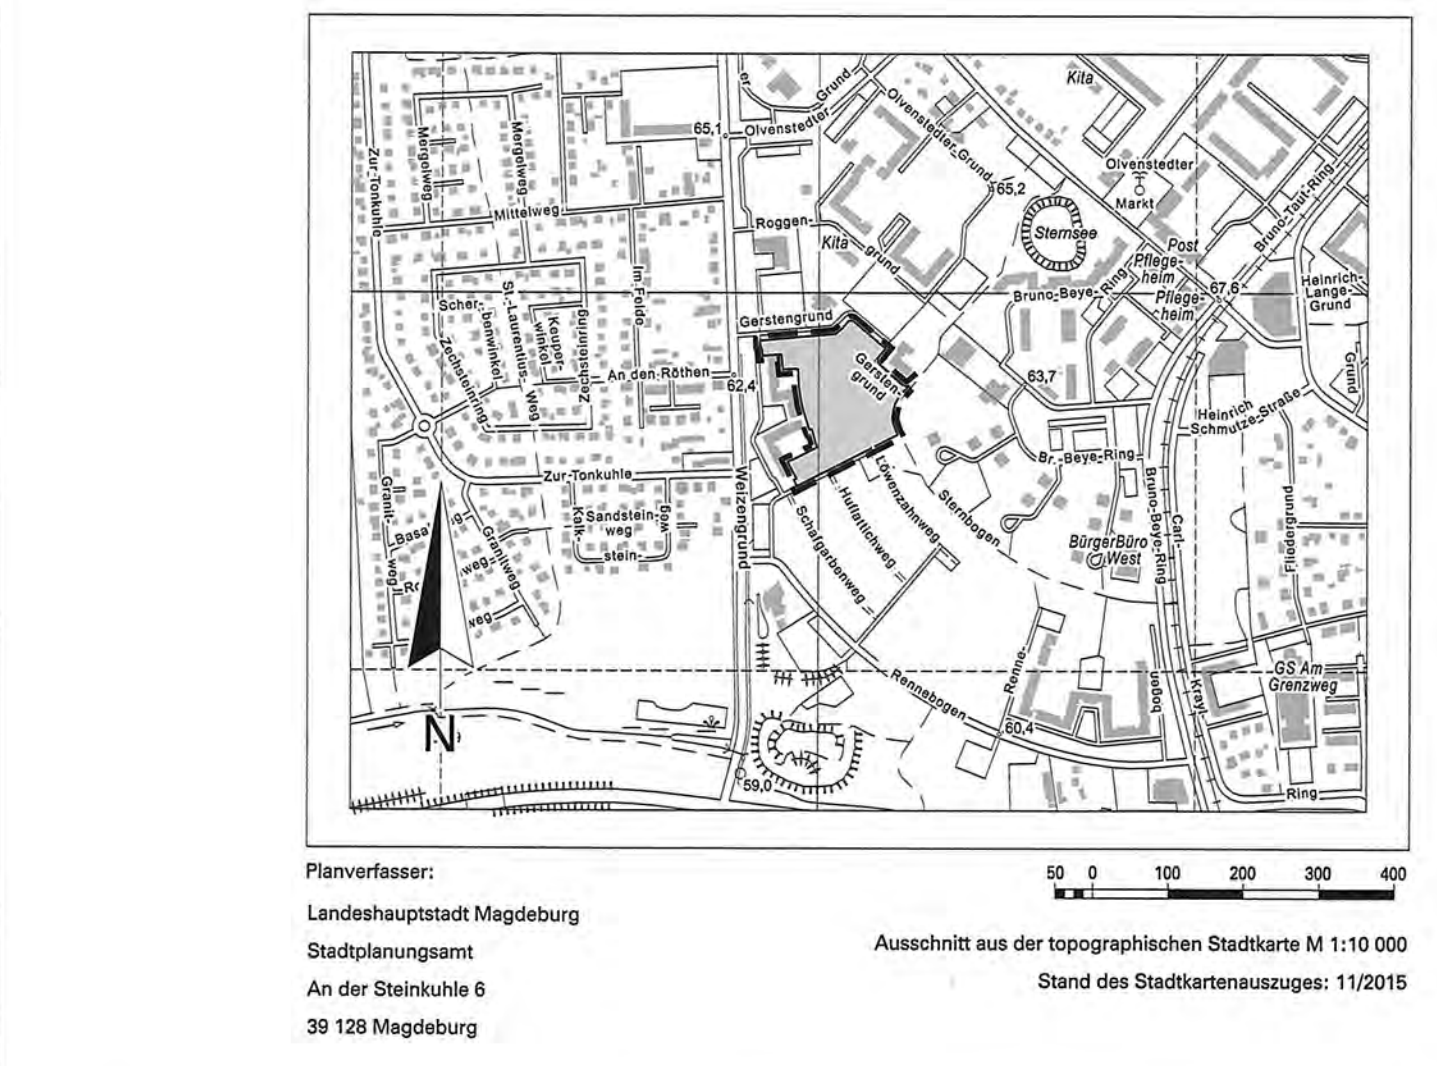 Kita
er
Grund
Olvenstedter
65,1
Olvenstedter Grund
65,2
Olvenstedter
Markt
Bruno-Taut-Ring
Zur-Tonkuhle
Mergelweg
Mergelweg
Mittelweg
Roggen-
grund
Kita
Sternsee
Post
Pflege-
heim
Pflege-
heim
67,6
Bruno-Beye-Ring
Heinrich-
Lange-
Grund
Im-Felde
Scher-
benwinkel
St.-Laurentius-Weg
Keuper-
winkel
Zechsteinring
Zechsteinring
Gerstengrund
Gersten-
grund
An den Röthen
62,4
63,7
Grund
Heinrich
Schmutze-Straße
Br.-Beye-Ring
Zur-Tonkuhle
Weizengrund
Löwenzahnweg
Huflattichweg
Schafgarbenweg
Sternbogen
Bruno-Beye-Ring
Carl-
Krayl
Fliedergrund
Granit-
weg
Basa
Granitweg
Sandstein-
weg
Kalk-
stein-
weg
BürgerBüro
West
weg
weg
Renne-
bogen
GS Am
Grenzweg
Rennebogen
60,4
59,0
Ring
N
Planverfasser:
Landeshauptstadt Magdeburg
Stadtplanungsamt
An der Steinkuhle 6
39 128 Magdeburg
50 0 100 200 300 400
Ausschnitt aus der topographischen Stadtkarte M 1:10 000
Stand des Stadtkartenauszuges: 11/2015